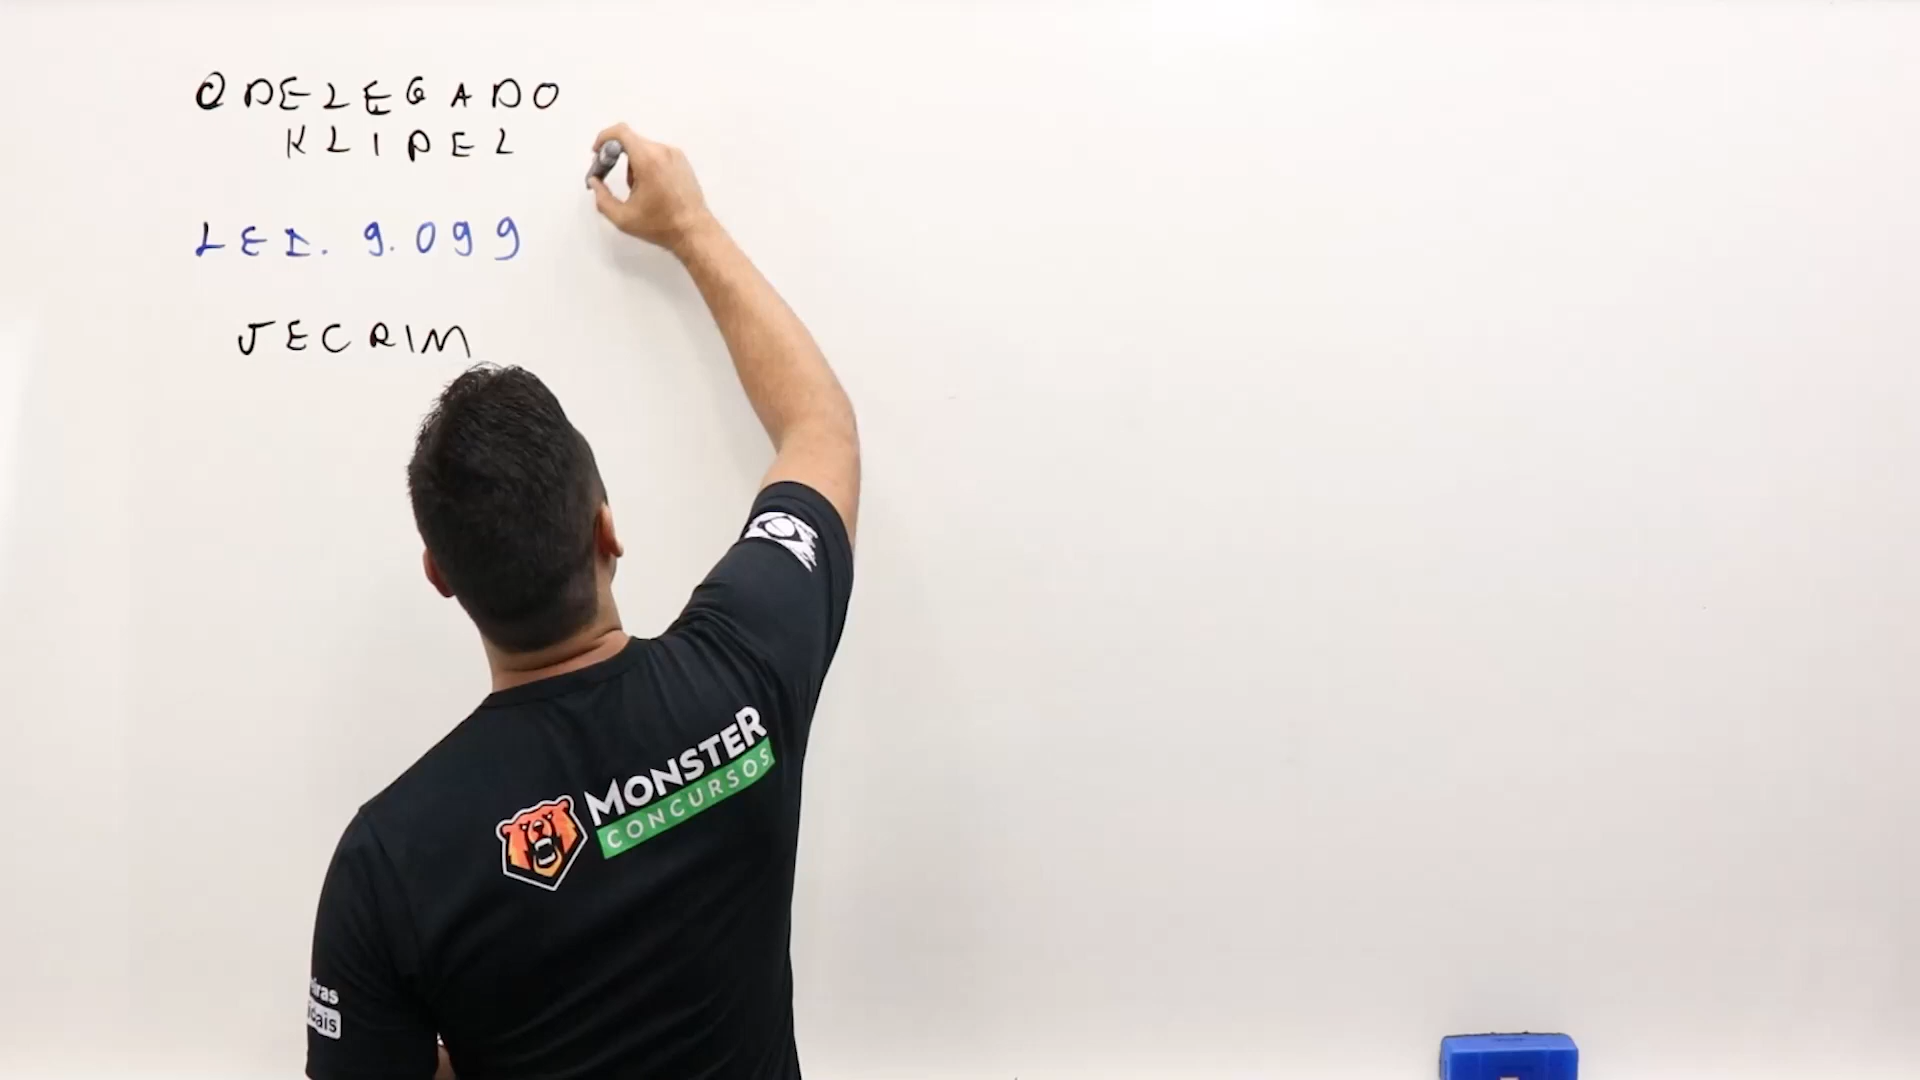 @DELEGADO
KLIPEL
LEI. 9.099
JECRIM
MONSTER
CONCURSOS